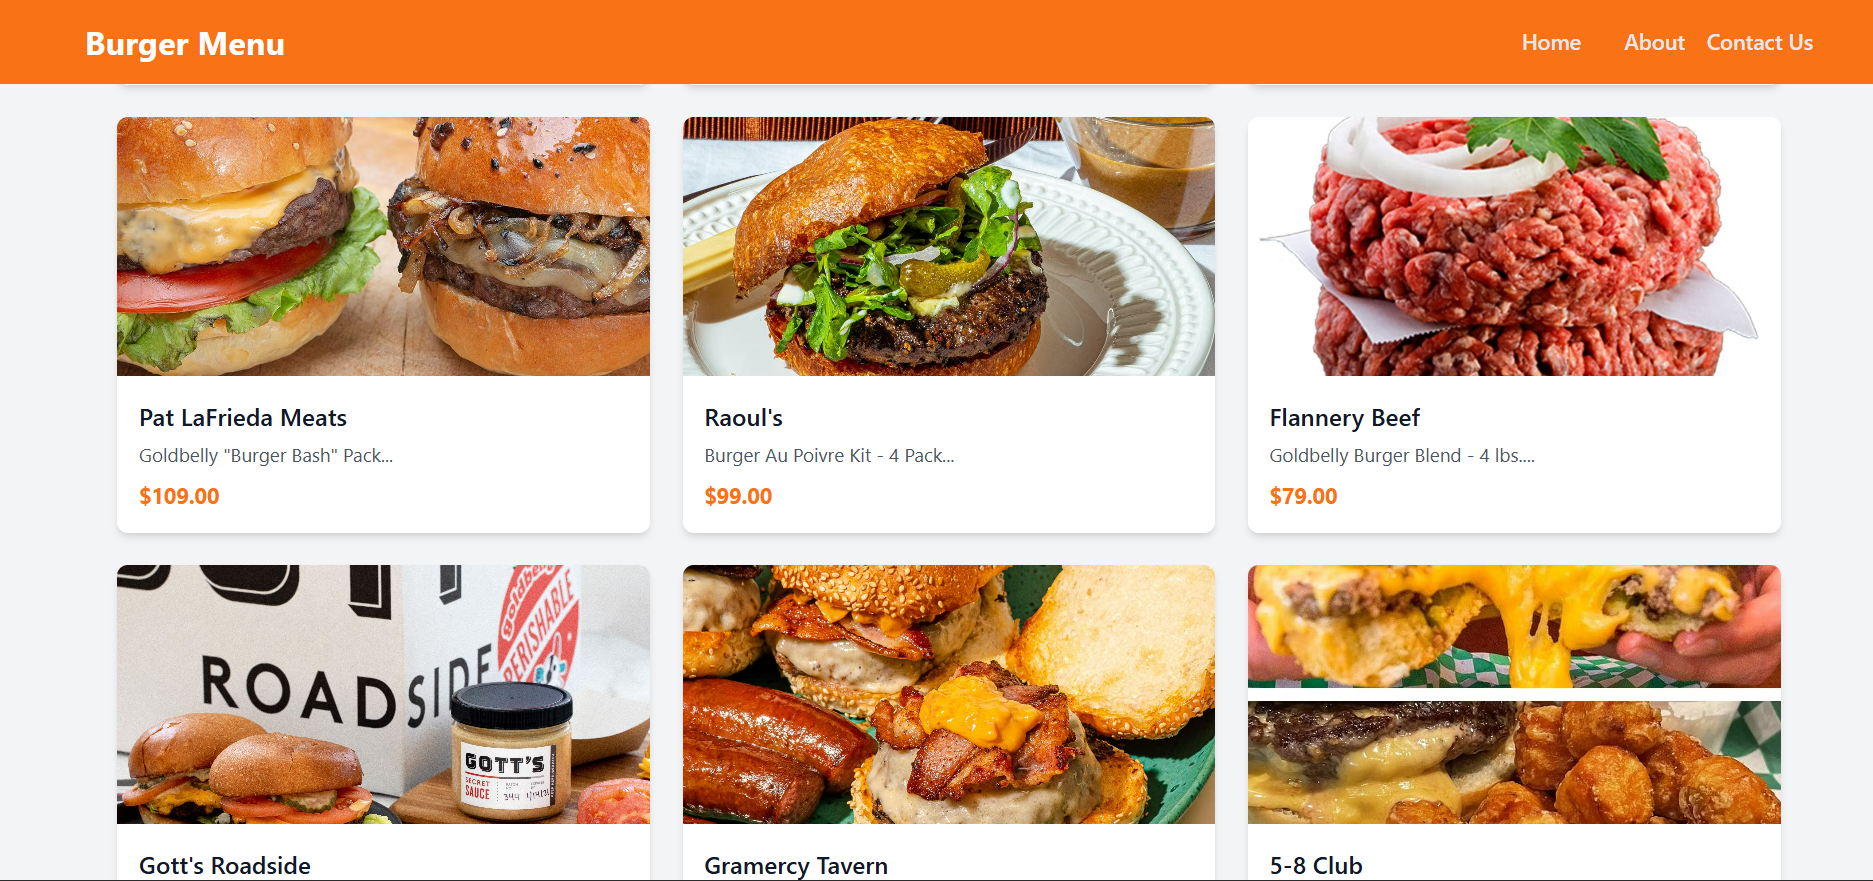 Burger Menu
Home
About
Contact Us
Pat LaFrieda Meats
Goldbelly "Burger Bash" Pack...
$109.00
Raoul's
Burger Au Poivre Kit - 4 Pack...
$99.00
Flannery Beef
Goldbelly Burger Blend - 4 lbs....
$79.00
ROADSIDE
PERISHABLE
GOTT'S
SECRET
SAUCE
Gott's Roadside
Gramercy Tavern
5-8 Club